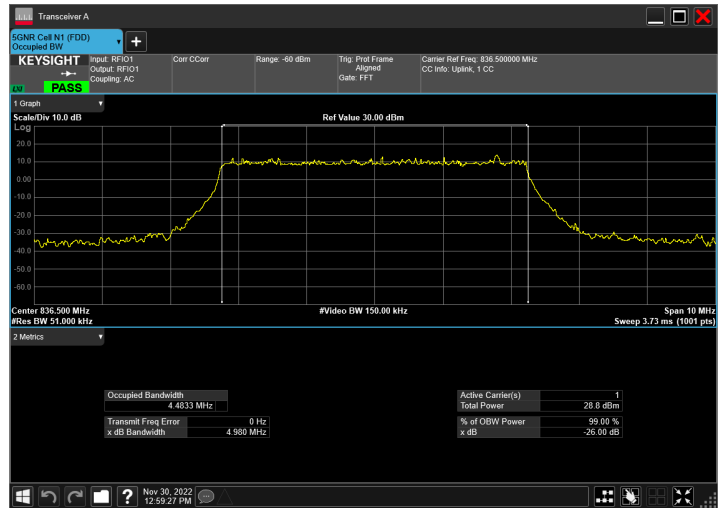 Transceiver A
5GNR Cell N1 (FDD)
Occupied BW
KEYSIGHT
PASS
Input: RFIO1
Output: RFIO1
Coupling: AC
Corr CCorr
Range: -60 dBm
Trig: Prot Frame
Aligned
Gate: FFT
Carrier Ref Freq: 836.500000 MHz
CC Info: Uplink, 1 CC
1 Graph
Scale/Div 10.0 dB
Ref Value 30.00 dBm
Log
20.0
10.0
0.00
-10.0
-20.0
-30.0
-40.0
-50.0
-60.0
Center 836.500 MHz
#Video BW 150.00 kHz
Span 10 MHz
#Res BW 51.000 kHz
Sweep 3.73 ms (1001 pts)
2 Metrics
Occupied Bandwidth
4.4833 MHz
Transmit Freq Error 0 Hz
x dB Bandwidth 4.980 MHz
Active Carrier(s) 1
Total Power 28.8 dBm
% of OBW Power 99.00 %
x dB -26.00 dB
Nov 30, 2022
12:59:27 PM